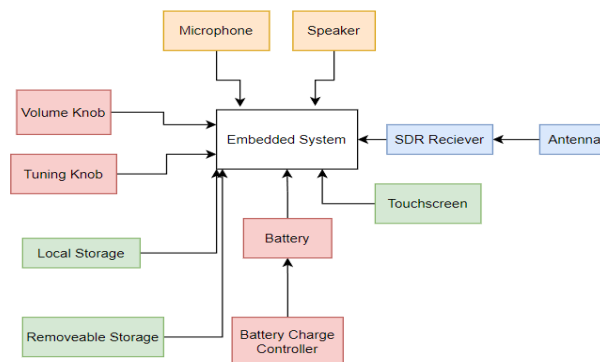 Microphone
Speaker
Volume Knob
Embedded System
SDR Reciever
Antenna
Tuning Knob
Touchscreen
Local Storage
Battery
Removeable Storage
Battery Charge
Controller